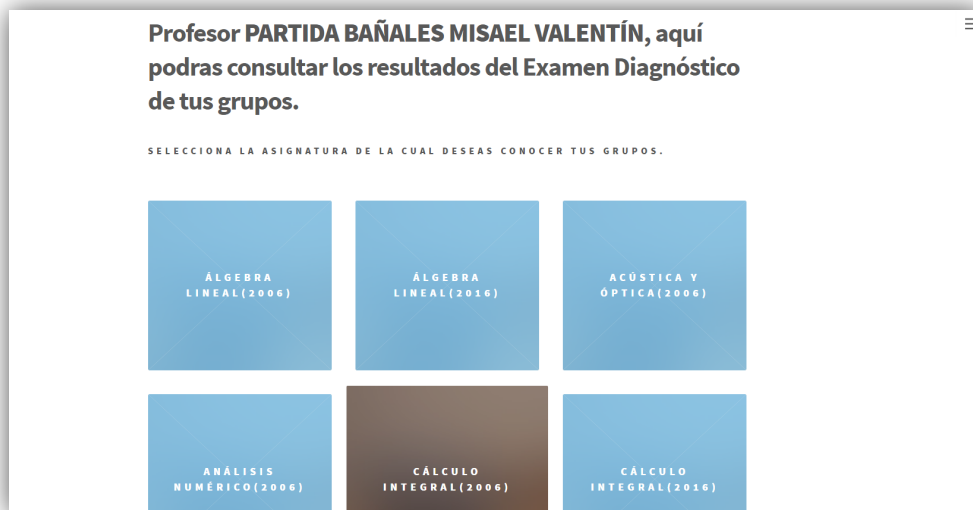 Profesor PARTIDA BAÑALES MISAEL VALENTÍN, aquí
podras consultar los resultados del Examen Diagnóstico
de tus grupos.
SELECCIONA LA ASIGNATURA DE LA CUAL DESEAS CONOCER TUS GRUPOS.
ÁLGEBRA
LINEAL(2006)
ÁLGEBRA
LINEAL(2016)
ACÚSTICA Y
ÓPTICA(2006)
ANÁLISIS
NUMÉRICO(2006)
CÁLCULO
INTEGRAL(2006)
CÁLCULO
INTEGRAL(2016)